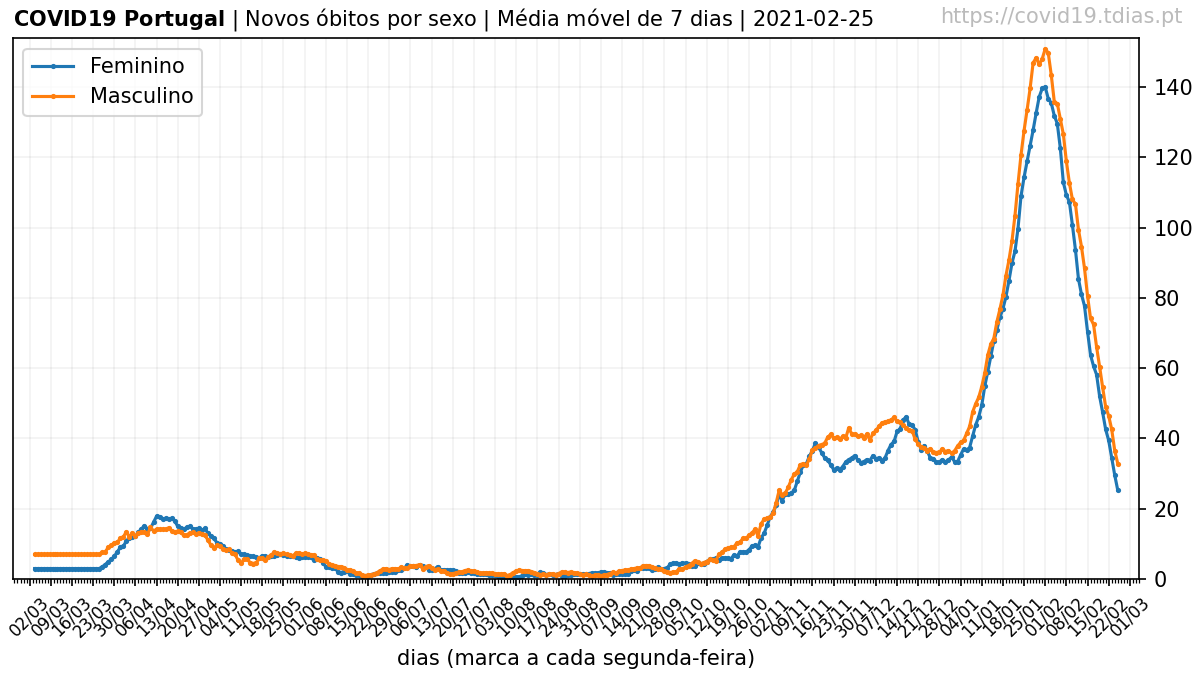 COVID19 Portugal | Novos óbitos por sexo | Média móvel de 7 dias | 2021-02-25
https://covid19.tdias.pt
Feminino
Masculino
140
120
100
80
60
40
20
0
02/03 09/03 16/03 23/03 30/03 06/04 13/04 20/04 27/04 04/05 11/05 18/05 25/05 01/06 08/06 15/06 22/06 29/06 06/07 13/07 20/07 27/07 03/08 10/08 17/08 24/08 31/08 07/09 14/09 21/09 28/09 05/10 12/10 19/10 26/10 02/11 09/11 16/11 23/11 30/11 07/12 14/12 21/12 28/12 04/01 11/01 18/01 25/01 01/02 08/02 15/02 22/02 01/03
dias (marca a cada segunda-feira)